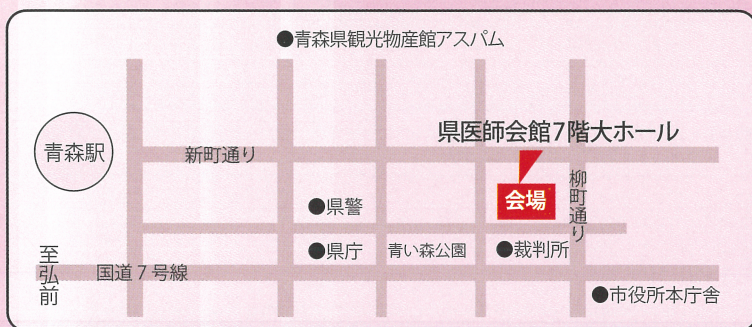 ●青森県観光物産館アスパム
県医師会館7階大ホール
青森駅
新町通り
会場
柳町通り
●県警
●県庁
青い森公園
●裁判所
至弘前
国道7号線
●市役所本庁舎